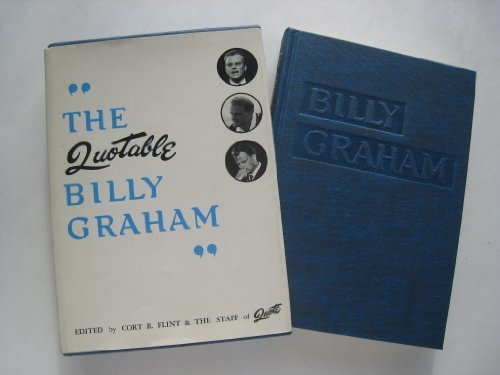 “
THE
Quotable
BILLY
GRAHAM
”
EDITED by CORT R. FLINT & THE STAFF of Quote
BILLY
GRAHAM